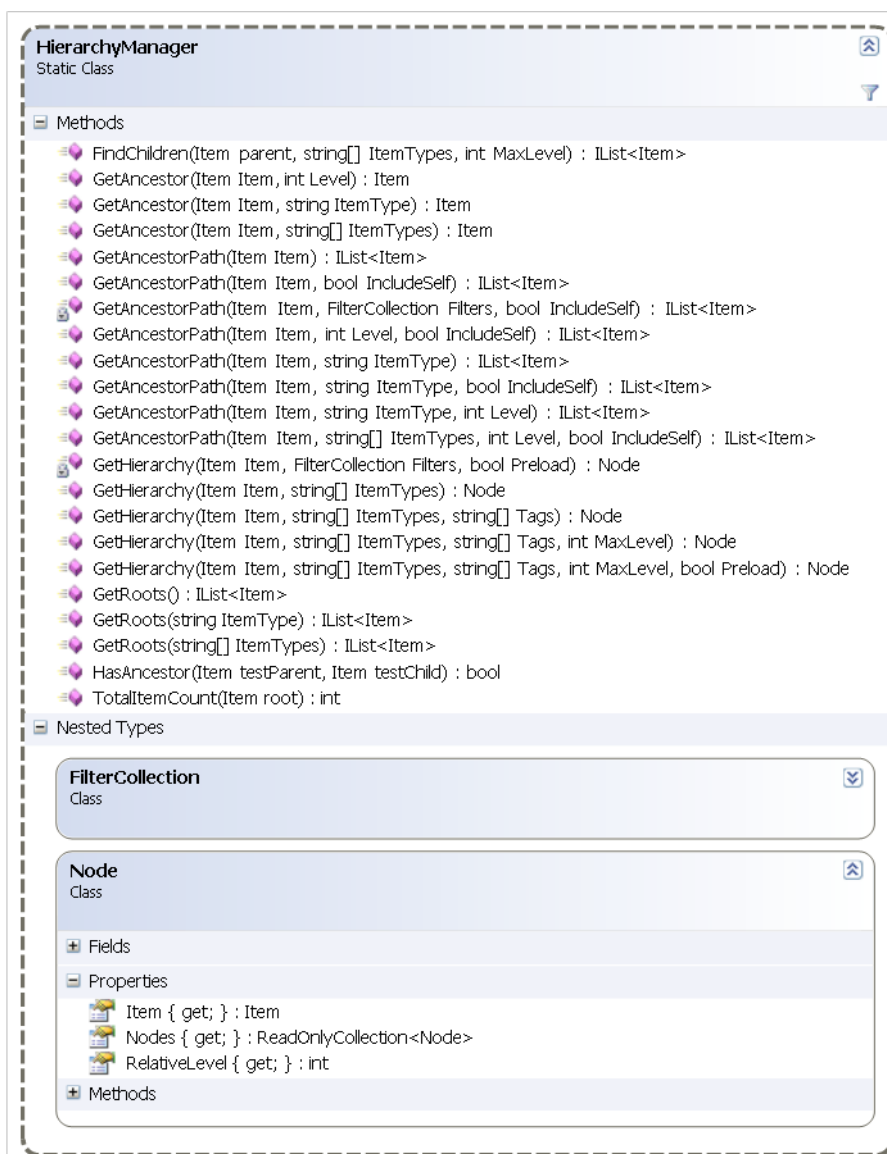 HierarchyManager
Static Class
Methods
FindChildren(Item parent, string[] ItemTypes, int MaxLevel) : IList<Item>
GetAncestor(Item Item, int Level) : Item
GetAncestor(Item Item, string ItemType) : Item
GetAncestor(Item Item, string[] ItemTypes) : Item
GetAncestorPath(Item Item) : IList<Item>
GetAncestorPath(Item Item, bool IncludeSelf) : IList<Item>
GetAncestorPath(Item Item, FilterCollection Filters, bool IncludeSelf) : IList<Item>
GetAncestorPath(Item Item, int Level, bool IncludeSelf) : IList<Item>
GetAncestorPath(Item Item, string ItemType) : IList<Item>
GetAncestorPath(Item Item, string ItemType, bool IncludeSelf) : IList<Item>
GetAncestorPath(Item Item, string ItemType, int Level) : IList<Item>
GetAncestorPath(Item Item, string[] ItemTypes, int Level, bool IncludeSelf) : IList<Item>
GetHierarchy(Item Item, FilterCollection Filters, bool Preload) : Node
GetHierarchy(Item Item, string[] ItemTypes) : Node
GetHierarchy(Item Item, string[] ItemTypes, string[] Tags) : Node
GetHierarchy(Item Item, string[] ItemTypes, string[] Tags, int MaxLevel) : Node
GetHierarchy(Item Item, string[] ItemTypes, string[] Tags, int MaxLevel, bool Preload) : Node
GetRoots() : IList<Item>
GetRoots(string ItemType) : IList<Item>
GetRoots(string[] ItemTypes) : IList<Item>
HasAncestor(Item testParent, Item testChild) : bool
TotalItemCount(Item root) : int
Nested Types
FilterCollection
Class
Node
Class
Fields
Properties
Item { get; } : Item
Nodes { get; } : ReadOnlyCollection<Node>
RelativeLevel { get; } : int
Methods